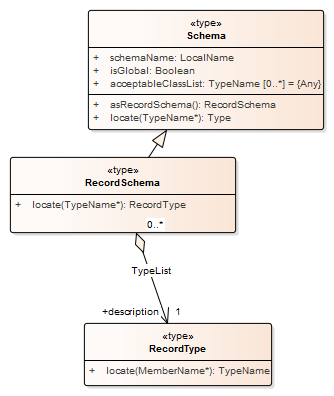 «type»
Schema
+ schemaName: LocalName
+ isGlobal: Boolean
+ acceptableClassList: TypeName [0..*] = {Any}
+ asRecordSchema(): RecordSchema
+ locate(TypeName*): Type
«type»
RecordSchema
+ locate(TypeName*): RecordType
0..*
TypeList
+description 1
«type»
RecordType
+ locate(MemberName*): TypeName